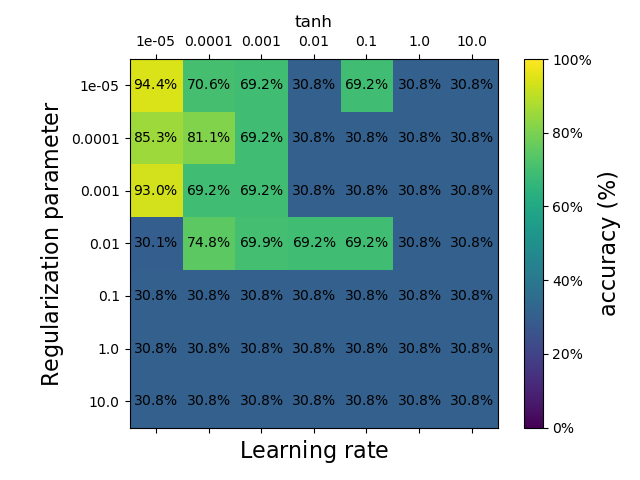 tanh
1e-05 0.0001 0.001 0.01 0.1 1.0 10.0
1e-05 94.4% 70.6% 69.2% 30.8% 69.2% 30.8% 30.8%
0.0001 85.3% 81.1% 69.2% 30.8% 30.8% 30.8% 30.8%
0.001 93.0% 69.2% 69.2% 30.8% 30.8% 30.8% 30.8%
0.01 30.1% 74.8% 69.9% 69.2% 69.2% 30.8% 30.8%
0.1 30.8% 30.8% 30.8% 30.8% 30.8% 30.8% 30.8%
1.0 30.8% 30.8% 30.8% 30.8% 30.8% 30.8% 30.8%
10.0 30.8% 30.8% 30.8% 30.8% 30.8% 30.8% 30.8%
Regularization parameter
Learning rate
100%
80%
60%
40%
20%
0%
accuracy (%)